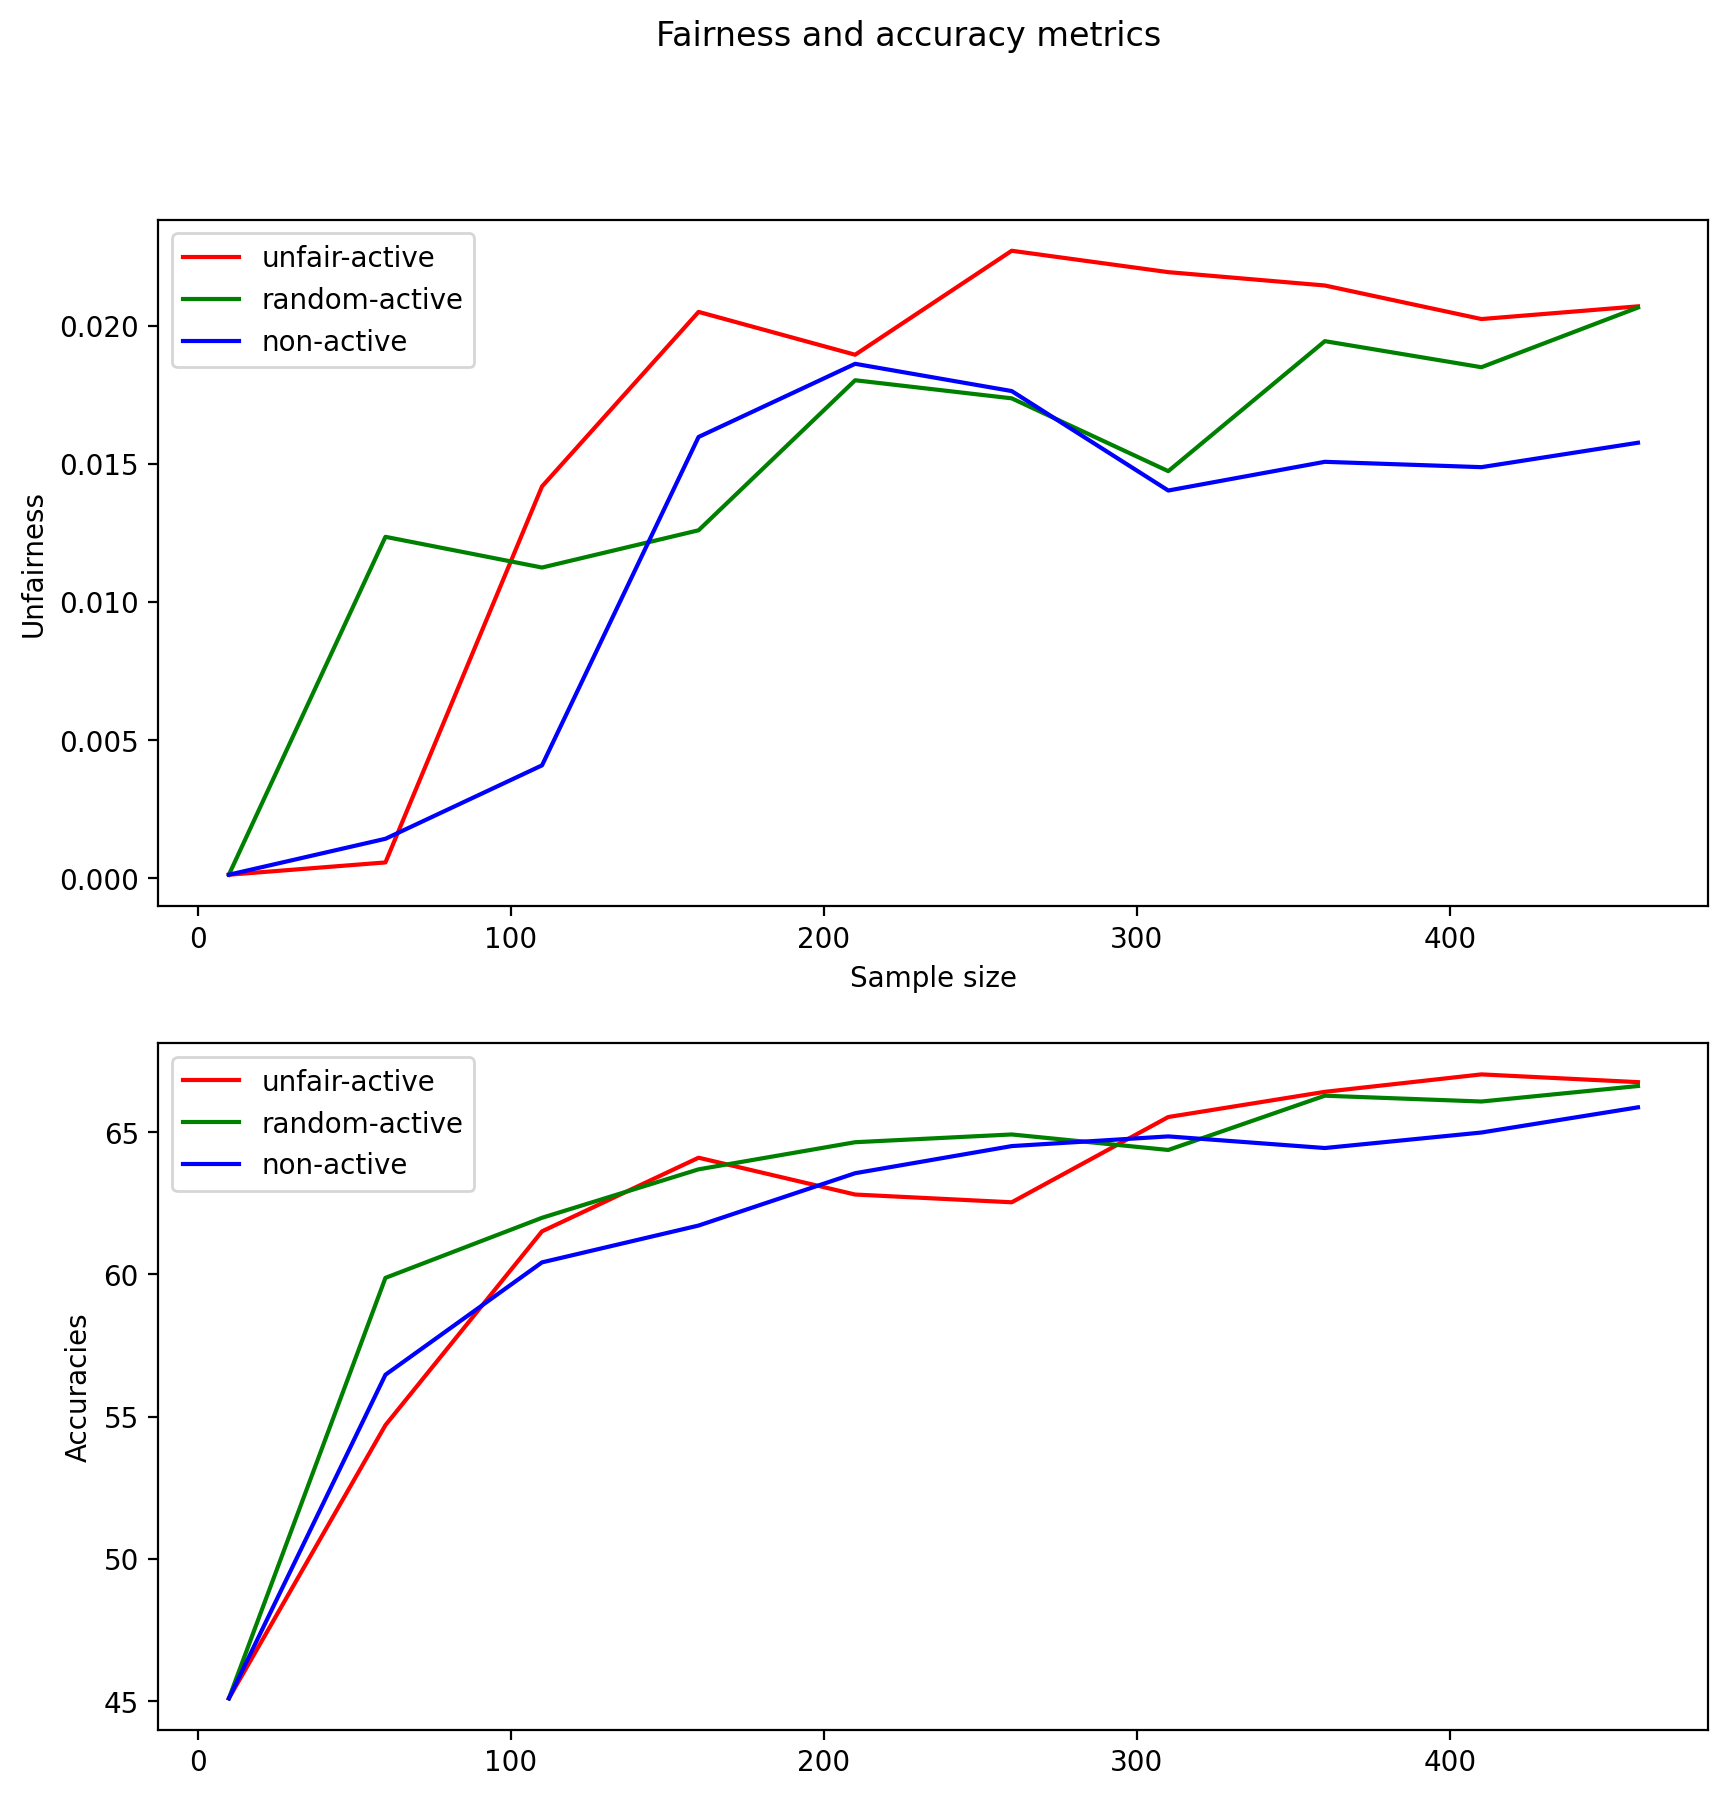 Fairness and accuracy metrics
unfair-active
random-active
non-active
0.020
0.015
0.010
0.005
0.000
Unfairness
0 100 200 300 400
Sample size
unfair-active
random-active
non-active
65
60
55
50
45
Accuracies
0 100 200 300 400